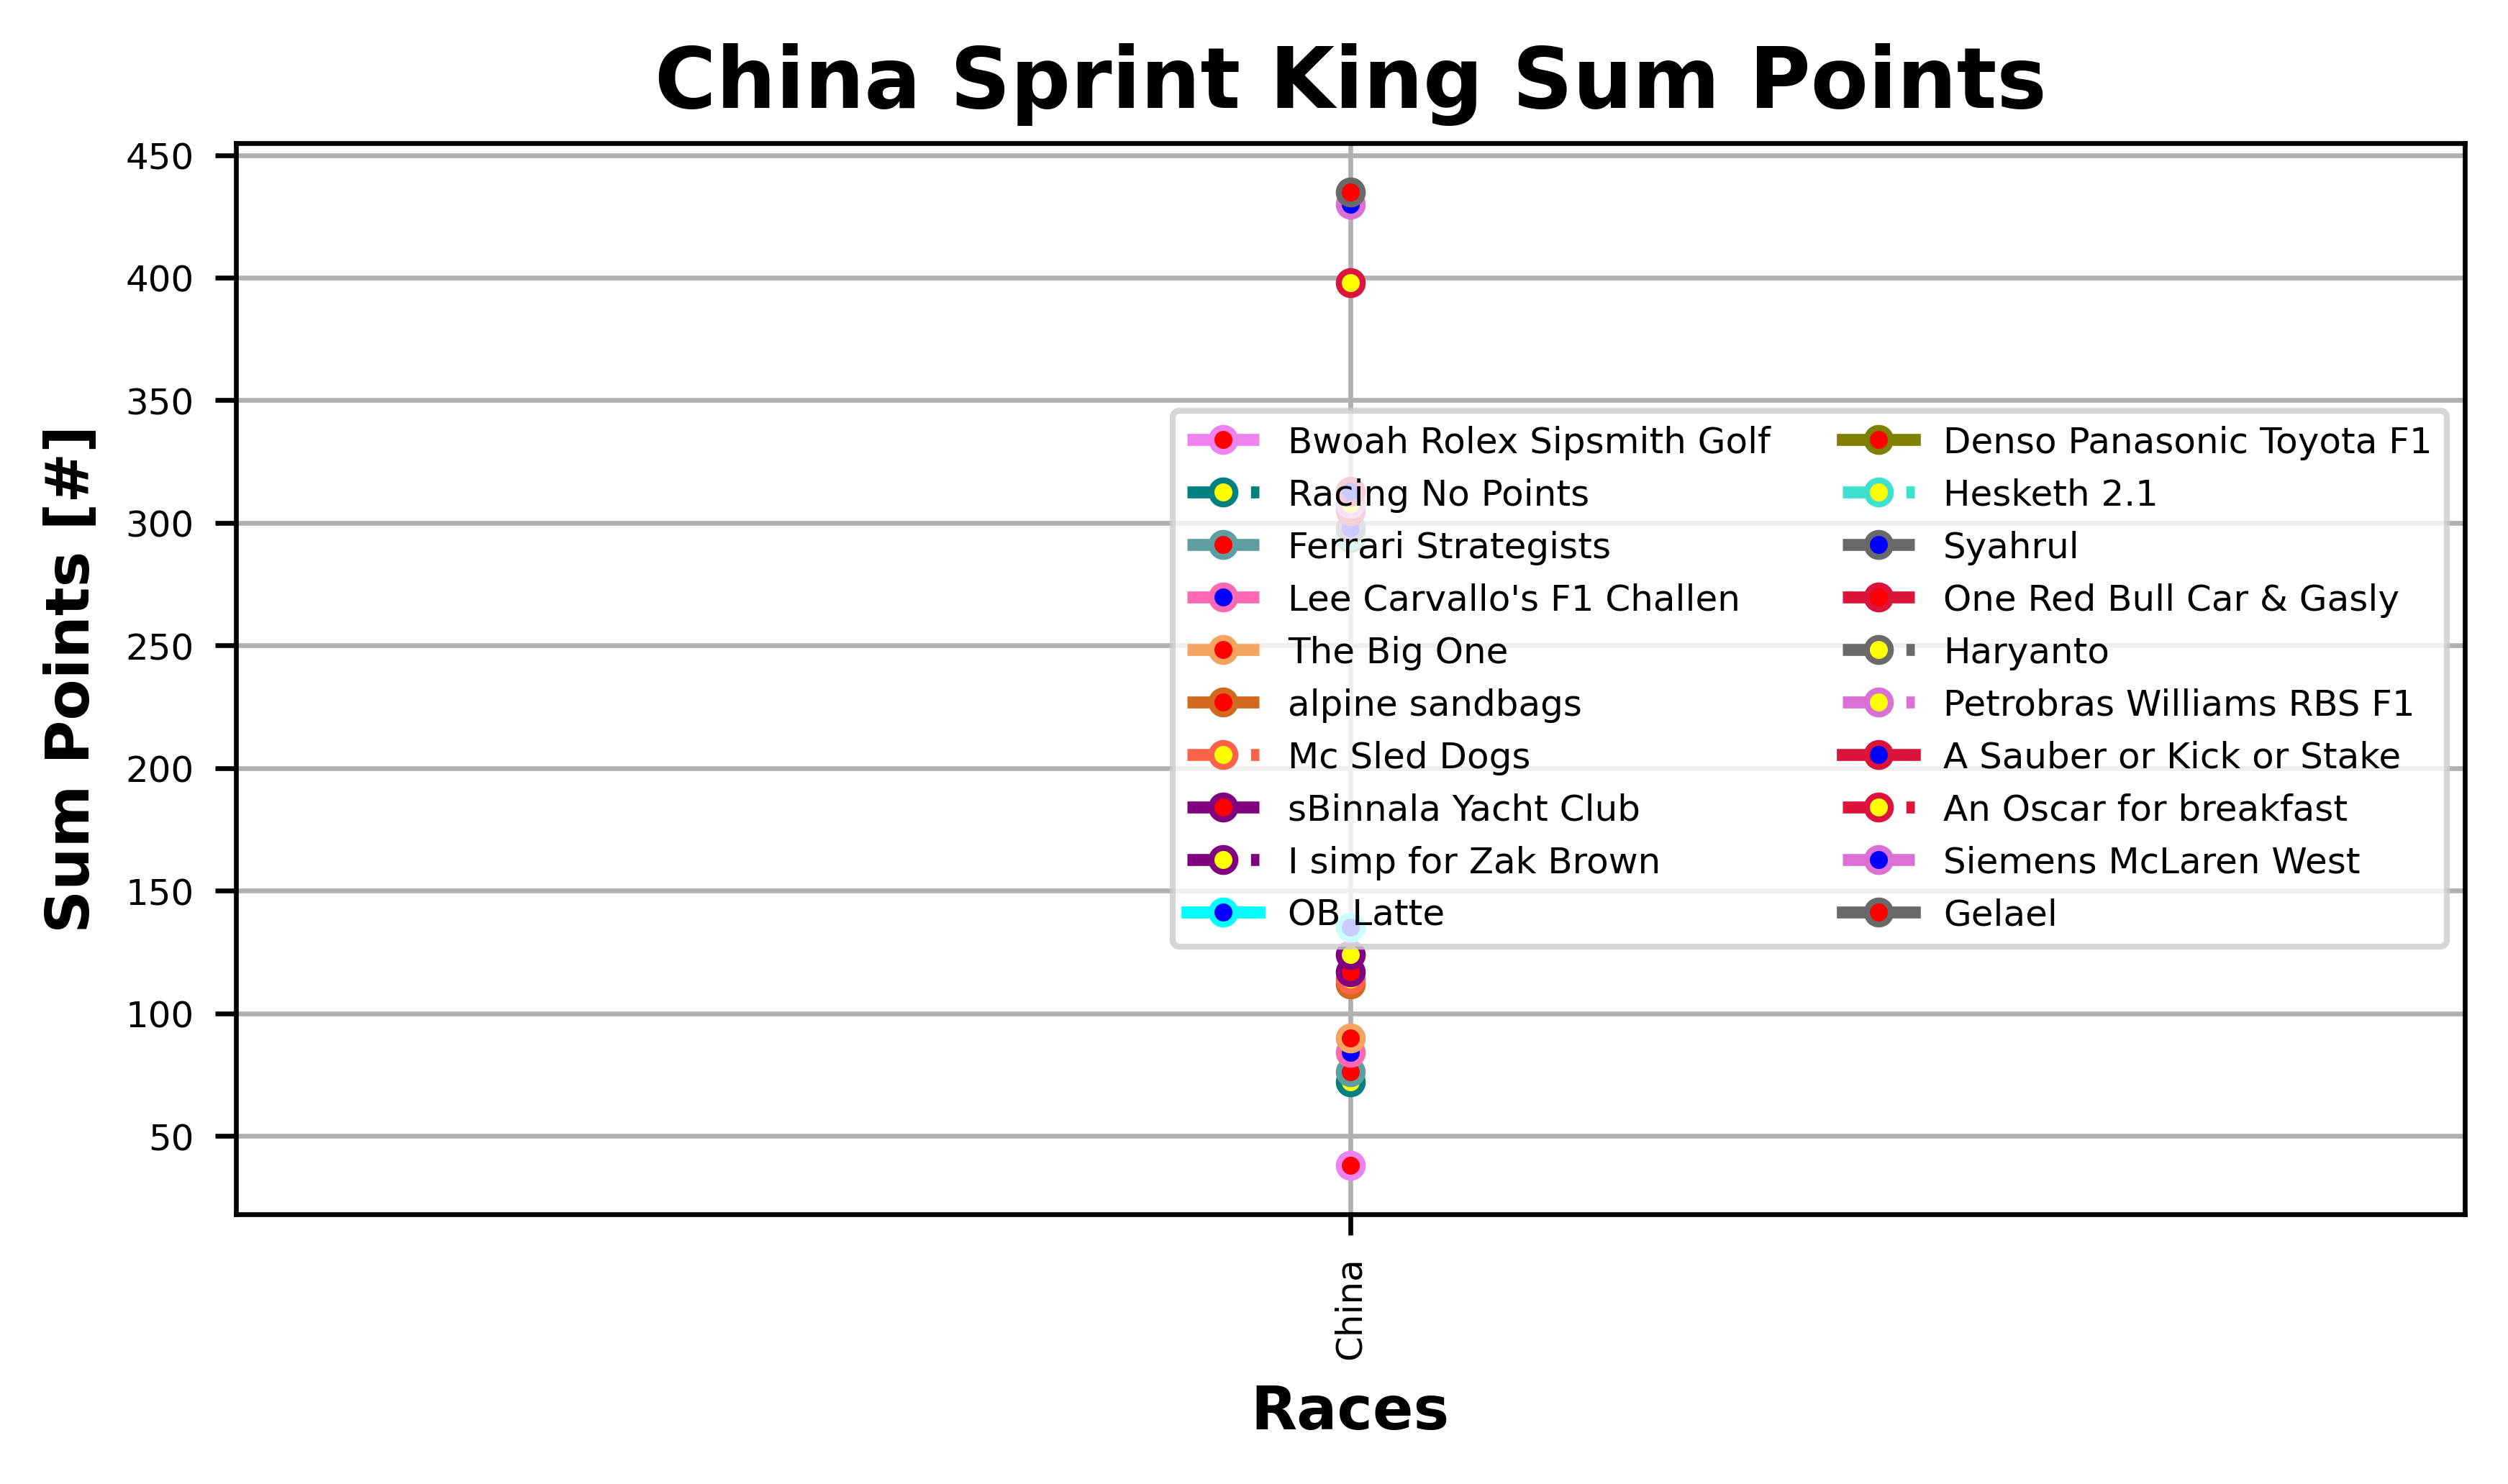 China Sprint King Sum Points
Sum Points [#]
450
400
350
300
250
200
150
100
50
Bwoah Rolex Sipsmith Golf
Racing No Points
Ferrari Strategists
Lee Carvallo's F1 Challen
The Big One
alpine sandbags
Mc Sled Dogs
sBinnala Yacht Club
I simp for Zak Brown
OB Latte
Denso Panasonic Toyota F1
Hesketh 2.1
Syahrul
One Red Bull Car & Gasly
Haryanto
Petrobras Williams RBS F1
A Sauber or Kick or Stake
An Oscar for breakfast
Siemens McLaren West
Gelael
China
Races